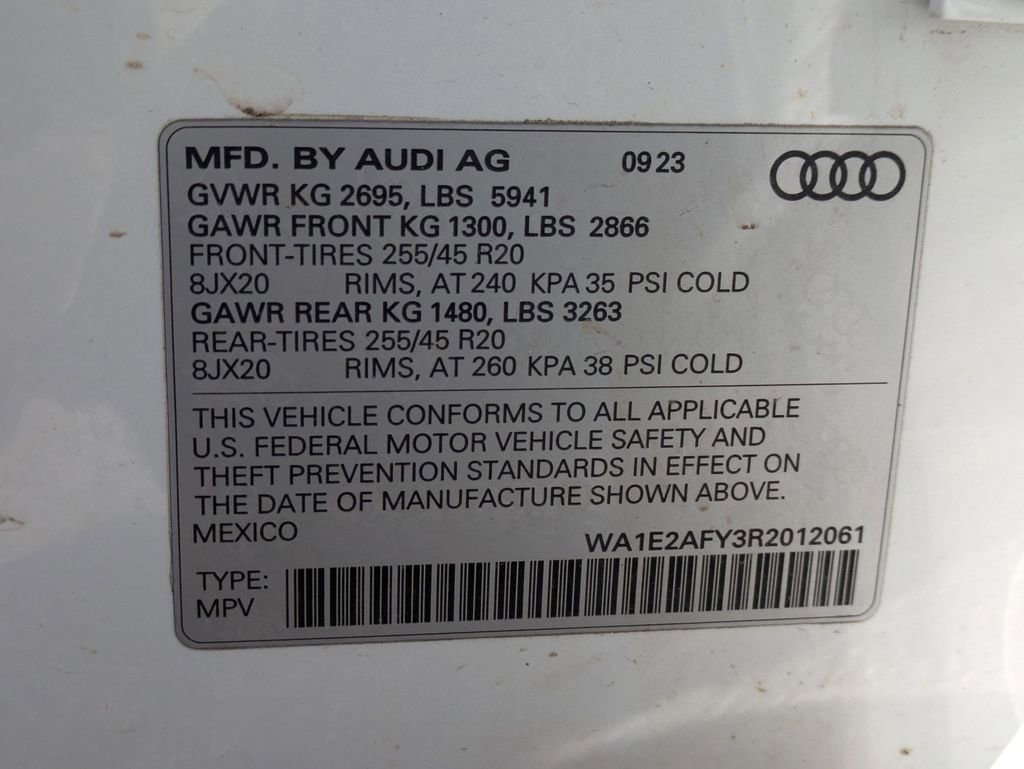 MFD. BY AUDI AG 09 23
GVWR KG 2695, LBS 5941
GAWR FRONT KG 1300, LBS 2866
FRONT-TIRES 255/45 R20
8JX20 RIMS, AT 240 KPA 35 PSI COLD
GAWR REAR KG 1480, LBS 3263
REAR-TIRES 255/45 R20
8JX20 RIMS, AT 260 KPA 38 PSI COLD
THIS VEHICLE CONFORMS TO ALL APPLICABLE
U.S. FEDERAL MOTOR VEHICLE SAFETY AND
THEFT PREVENTION STANDARDS IN EFFECT ON
THE DATE OF MANUFACTURE SHOWN ABOVE.
MEXICO
WA1E2AFY3R2012061
TYPE:
MPV